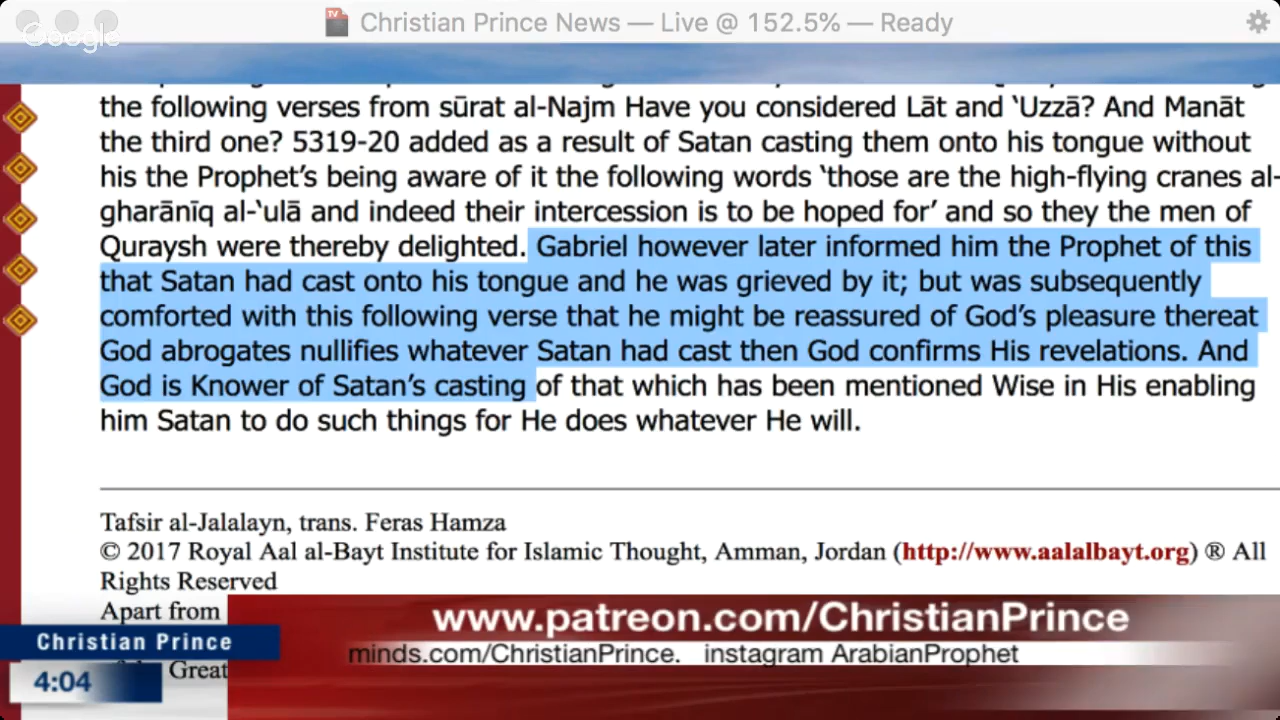 Christian Prince News — Live @ 152.5% — Ready
Google
the following verses from sūrat al-Najm Have you considered Lāt and ‘Uzzā? And Manāt
the third one? 5319-20 added as a result of Satan casting them onto his tongue without
his the Prophet’s being aware of it the following words ‘those are the high-flying cranes al-
gharānīq al-‘ulā and indeed their intercession is to be hoped for’ and so they the men of
Quraysh were thereby delighted. Gabriel however later informed him the Prophet of this
that Satan had cast onto his tongue and he was grieved by it; but was subsequently
comforted with this following verse that he might be reassured of God’s pleasure thereat
God abrogates nullifies whatever Satan had cast then God confirms His revelations. And
God is Knower of Satan’s casting of that which has been mentioned Wise in His enabling
him Satan to do such things for He does whatever He will.
Tafsir al-Jalalayn, trans. Feras Hamza
© 2017 Royal Aal al-Bayt Institute for Islamic Thought, Amman, Jordan (http://www.aalalbayt.org) ® All
Rights Reserved
Apart from
www.patreon.com/ChristianPrince
Christian Prince
minds.com/ChristianPrince. instagram ArabianProphet
Great
4:04